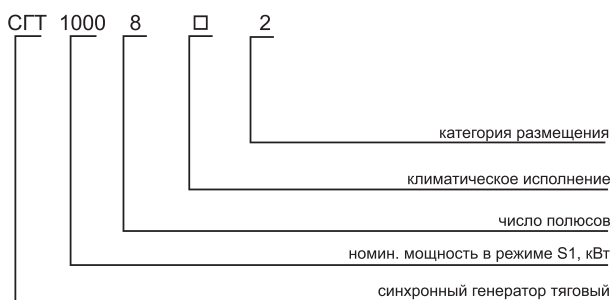 СГТ 1000 8 □ 2
категория размещения
климатическое исполнение
число полюсов
номин. мощность в режиме S1, кВт
синхронный генератор тяговый